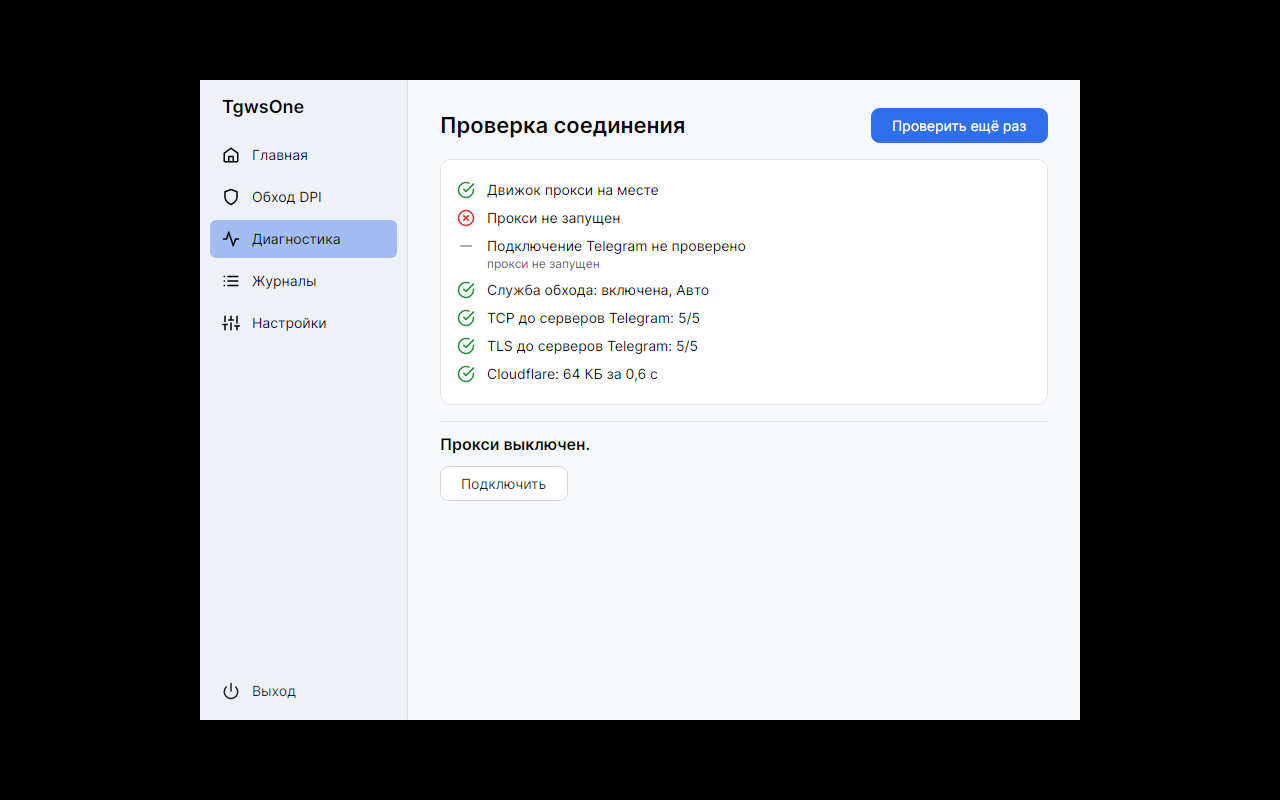 TgwsOne
Главная
Обход DPI
Диагностика
Журналы
Настройки
Выход
Проверка соединения
Проверить ещё раз
Движок прокси на месте
Прокси не запущен
Подключение Telegram не проверено
прокси не запущен
Служба обхода: включена, Авто
TCP до серверов Telegram: 5/5
TLS до серверов Telegram: 5/5
Cloudflare: 64 КБ за 0,6 с
Прокси выключен.
Подключить